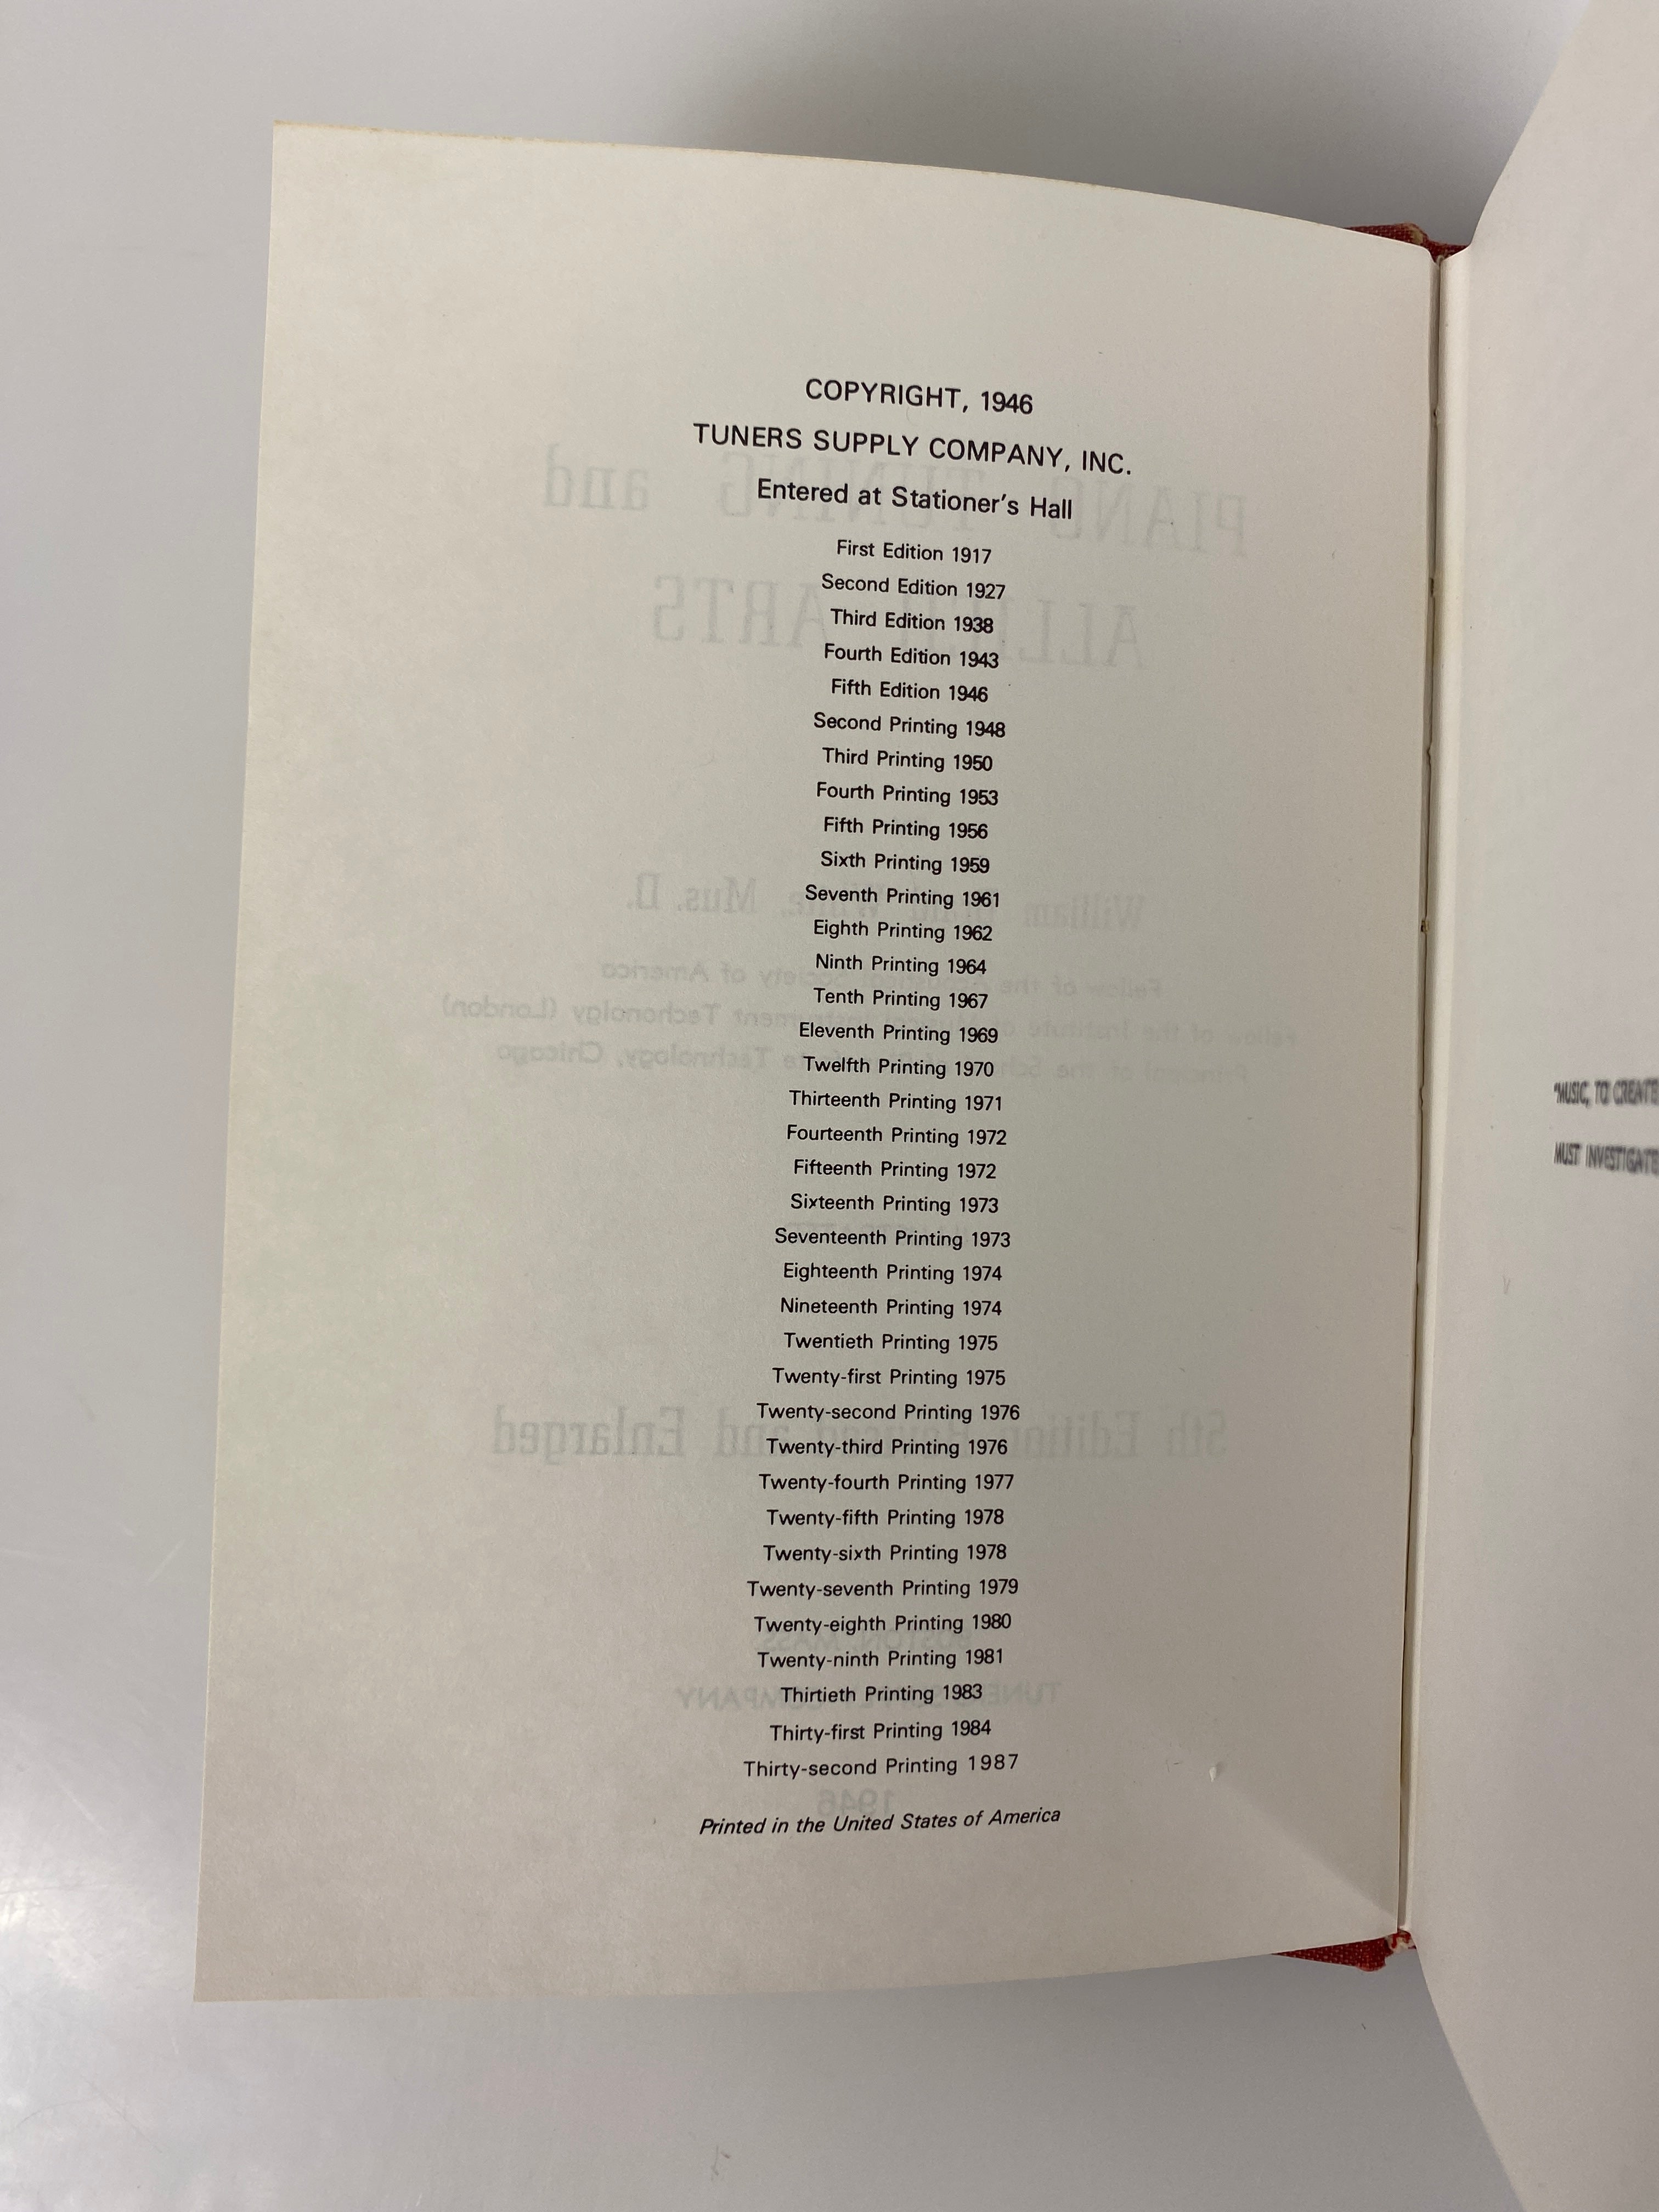 COPYRIGHT, 1946
TUNERS SUPPLY COMPANY, INC.
Entered at Stationer's Hall
First Edition 1917
Second Edition 1927
Third Edition 1938
Fourth Edition 1943
Fifth Edition 1946
Second Printing 1948
Third Printing 1950
Fourth Printing 1953
Fifth Printing 1956
Sixth Printing 1959
Seventh Printing 1961
Eighth Printing 1962
Ninth Printing 1964
Tenth Printing 1967
Eleventh Printing 1969
Twelfth Printing 1970
Thirteenth Printing 1971
Fourteenth Printing 1972
Fifteenth Printing 1972
Sixteenth Printing 1973
Seventeenth Printing 1973
Eighteenth Printing 1974
Nineteenth Printing 1974
Twentieth Printing 1975
Twenty-first Printing 1975
Twenty-second Printing 1976
Twenty-third Printing 1976
Twenty-fourth Printing 1977
Twenty-fifth Printing 1978
Twenty-sixth Printing 1978
Twenty-seventh Printing 1979
Twenty-eighth Printing 1980
Twenty-ninth Printing 1981
Thirtieth Printing 1983
Thirty-first Printing 1984
Thirty-second Printing 1987
Printed in the United States of America
"MUSIC, TO CREATE
MUST INVESTIGATE